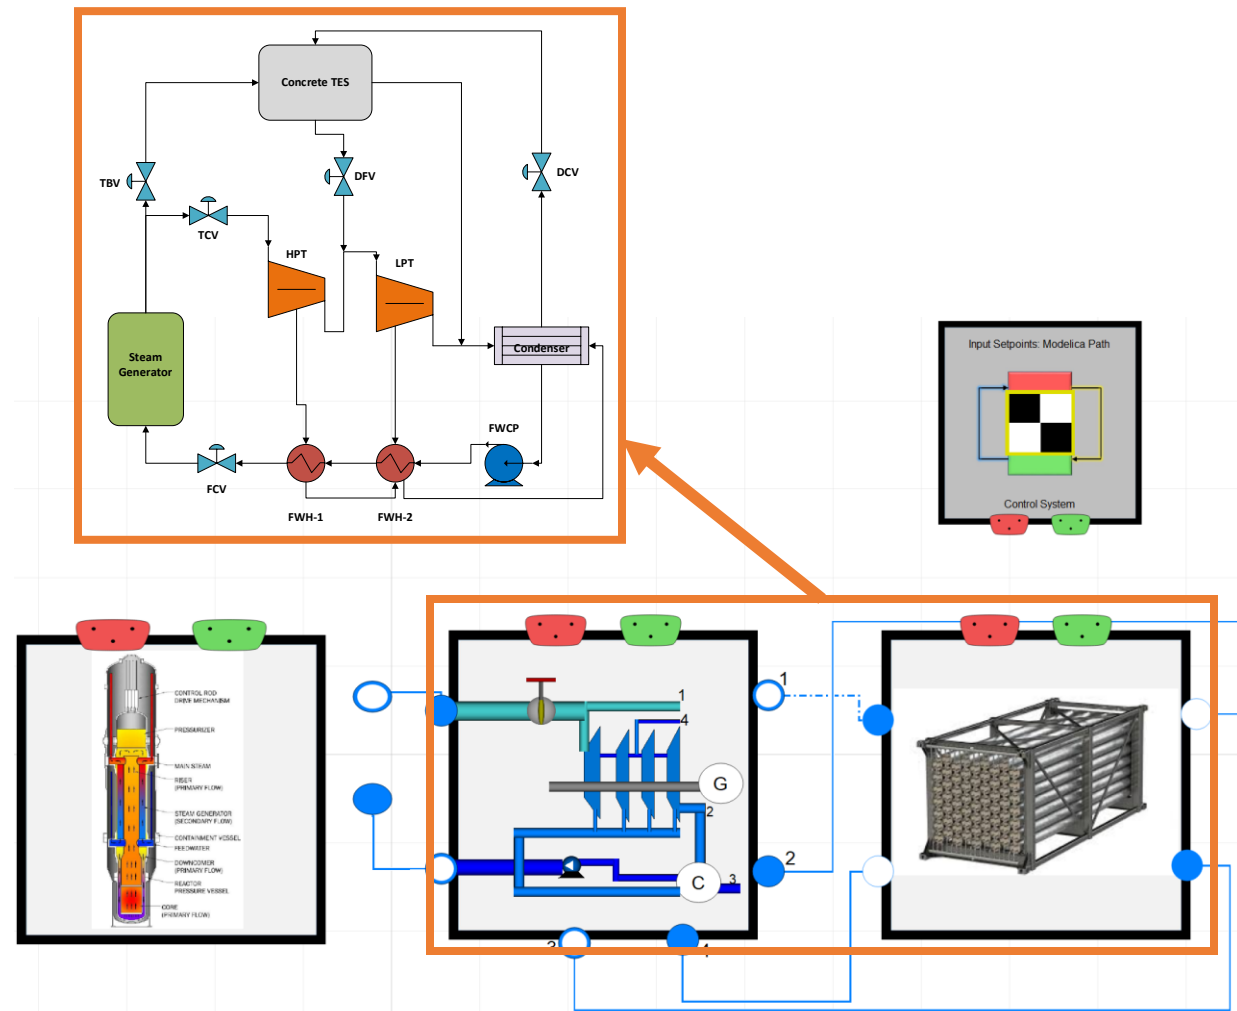 Concrete TES
TBV
DFV
DCV
TCV
HPT
LPT
Steam
Generator
Condenser
FWCP
FCV
FWH-1
FWH-2
Input Setpoints: Modelica Path
Control System
CONTROL ROD
DRIVE MECHANISM
PRESSURIZER
MAIN STEAM
RISER
(PRIMARY FLOW)
STEAM GENERATOR
(SECONDARY FLOW)
CONTAINMENT VESSEL
FEEDWATER
DOWNCOMER
(PRIMARY FLOW)
REACTOR
PRESSURE VESSEL
CORE
(PRIMARY FLOW)
1
4
G
2
C
3
1
2
3
4